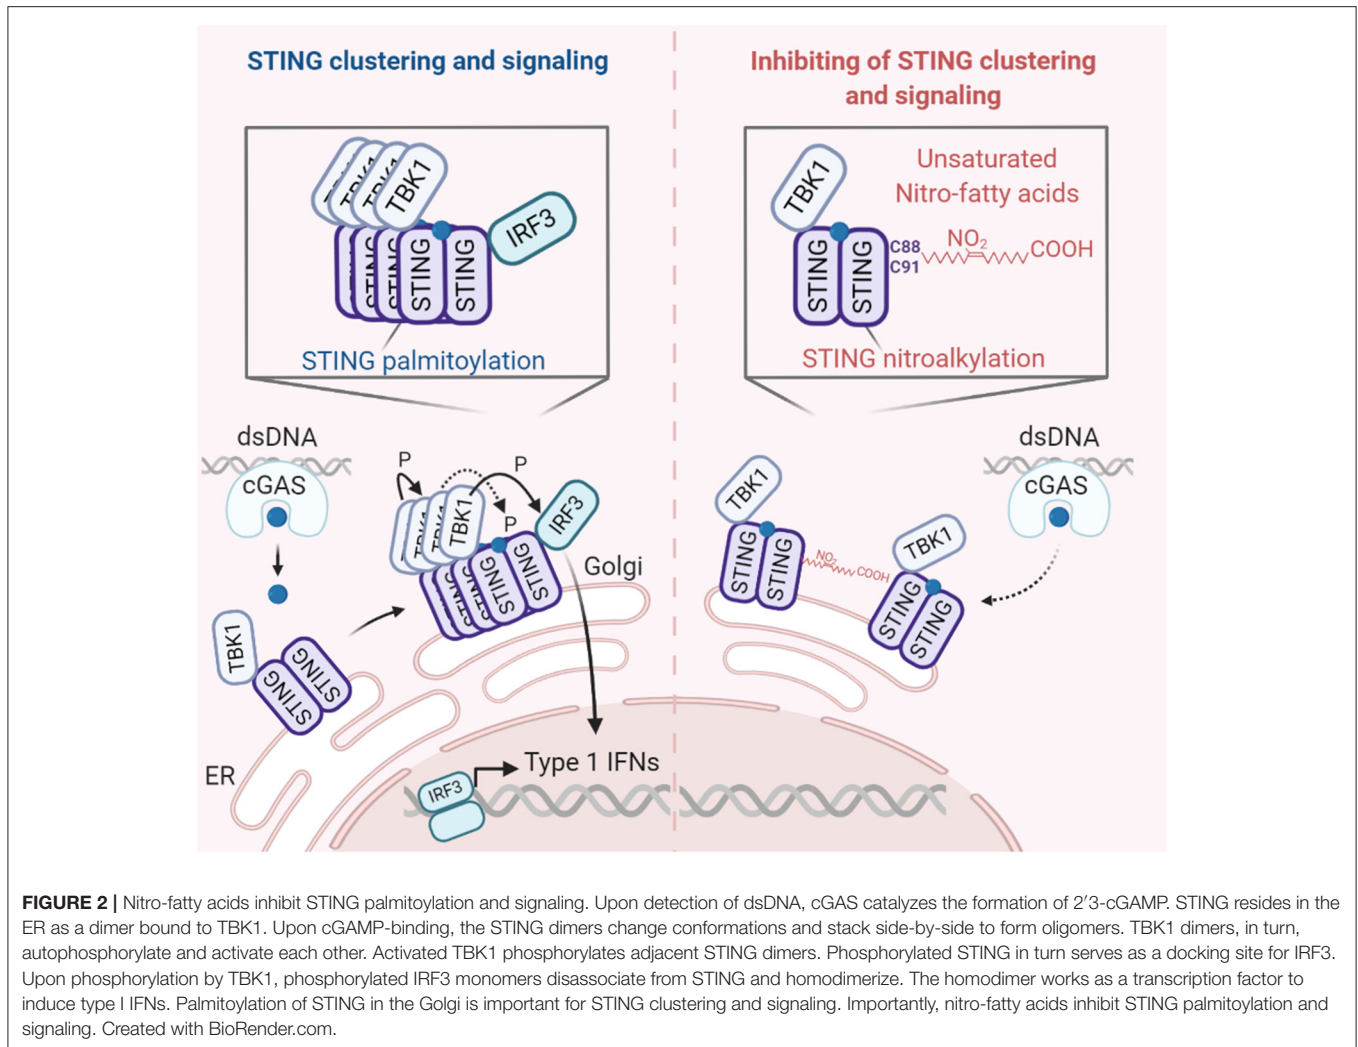 STING clustering and signaling
TBK1
TBK1
TBK1
TBK1
IRF3
STING
STING
STING
STING
STING
STING palmitoylation
Inhibiting of STING clustering
and signaling
TBK1
Unsaturated
Nitro-fatty acids
STING
STING
C88
C91
NO2
COOH
STING nitroalkylation
dsDNA
cGAS
P
P
P
TBK1
TBK1
IRF3
STING
STING
STING
STING
Golgi
TBK1
STING
STING
ER
IRF3
Type 1 IFNs
TBK1
STING
STING
NO2
COOH
TBK1
STING
STING
dsDNA
cGAS
FIGURE 2 | Nitro-fatty acids inhibit STING palmitoylation and signaling. Upon detection of dsDNA, cGAS catalyzes the formation of 2′3-cGAMP. STING resides in the
ER as a dimer bound to TBK1. Upon cGAMP-binding, the STING dimers change conformations and stack side-by-side to form oligomers. TBK1 dimers, in turn,
autophosphorylate and activate each other. Activated TBK1 phosphorylates adjacent STING dimers. Phosphorylated STING in turn serves as a docking site for IRF3.
Upon phosphorylation by TBK1, phosphorylated IRF3 monomers disassociate from STING and homodimerize. The homodimer works as a transcription factor to
induce type I IFNs. Palmitoylation of STING in the Golgi is important for STING clustering and signaling. Importantly, nitro-fatty acids inhibit STING palmitoylation and
signaling. Created with BioRender.com.